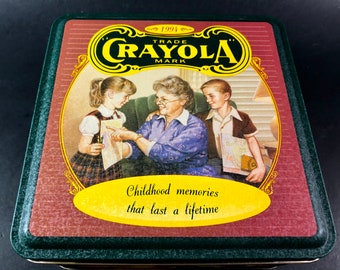 1991
TRADE
CRAYOLA
MARK
Childhood memories
that last a lifetime